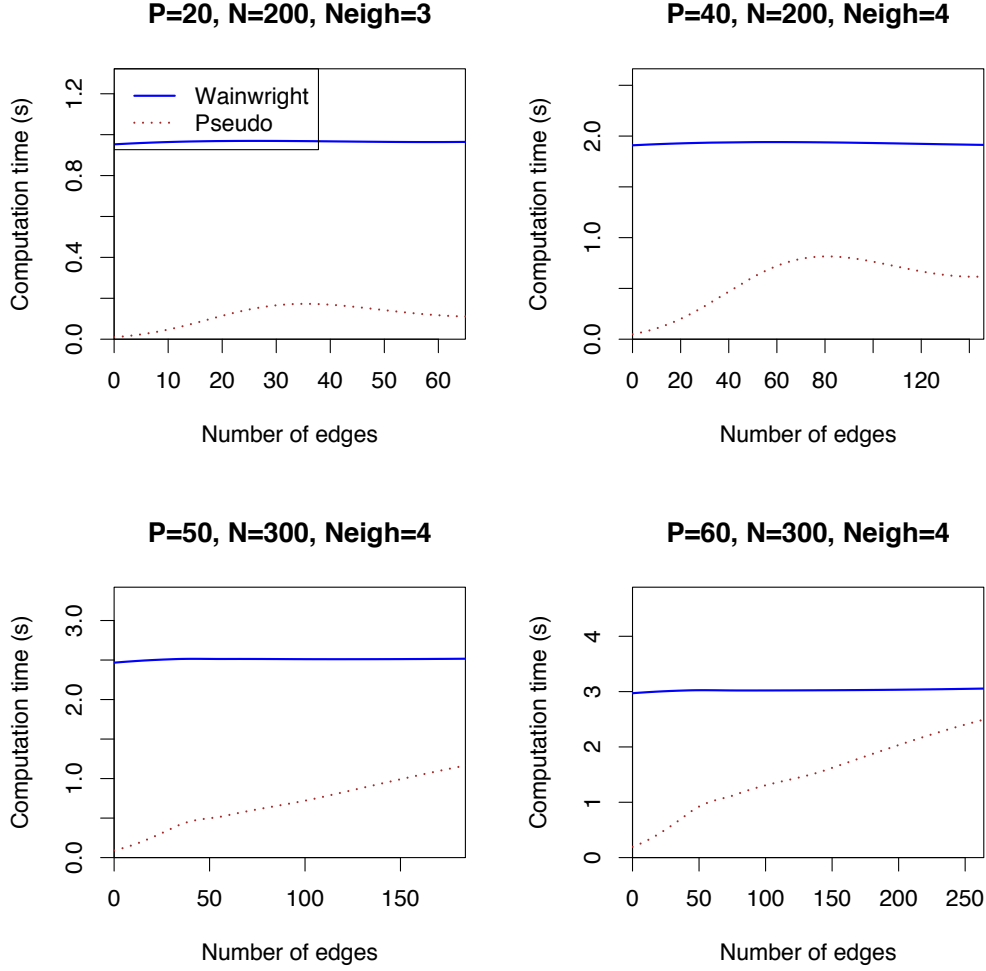 P=20, N=200, Neigh=3
Computation time (s)
1.2
0.8
0.4
0.0
Wainwright
Pseudo
0 10 20 30 40 50 60
Number of edges
P=40, N=200, Neigh=4
Computation time (s)
2.0
1.0
0.0
0 20 40 60 80 120
Number of edges
P=50, N=300, Neigh=4
Computation time (s)
3.0
2.0
1.0
0.0
0 50 100 150
Number of edges
P=60, N=300, Neigh=4
Computation time (s)
4
3
2
1
0
0 50 100 150 200 250
Number of edges